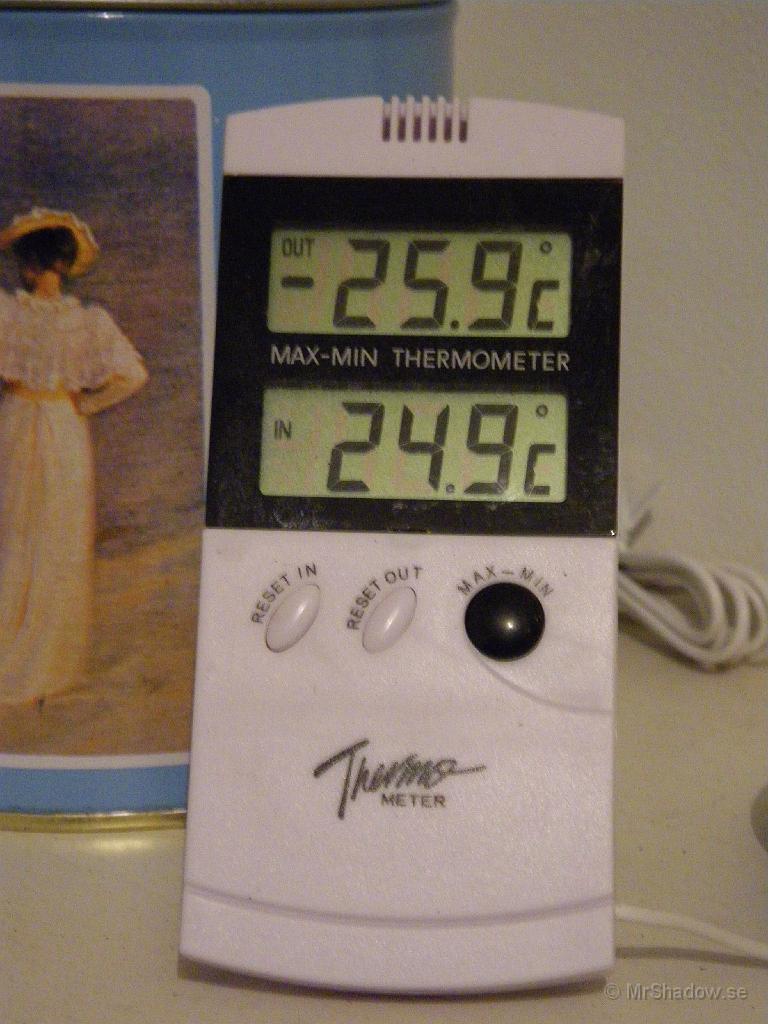 OUT
-25.9°C
MAX-MIN THERMOMETER
IN
24.9°C
RESET IN
RESET OUT
MAX-MIN
Thermo
METER
© MrShadow.se